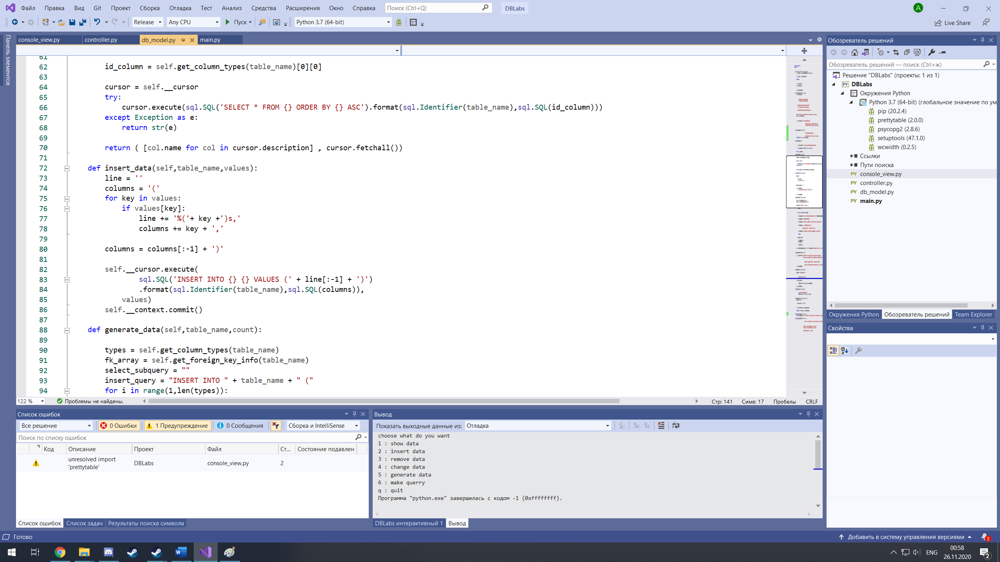 Файл Правка Вид Git Проект Сборка Отладка Тест Анализ Средства Расширения Окно Справка Поиск (Ctrl+Q) DBLabs A
Release Any CPU Пуск Python 3.7 (64-bit) Live Share
Панель элементов
console_view.py controller.py db_model.py main.py
61
62 id_column = self.get_column_types(table_name)[0][0]
63
64 cursor = self.__cursor
65 try:
66 cursor.execute(sql.SQL('SELECT * FROM {} ORDER BY {} ASC').format(sql.Identifier(table_name),sql.SQL(id_column)))
67 except Exception as e:
68 return str(e)
69
70 return ( [col.name for col in cursor.description] , cursor.fetchall())
71
72 def insert_data(self,table_name,values):
73 line = ''
74 columns = '('
75 for key in values:
76 if values[key]:
77 line += '%('+ key +')s,'
78 columns += key + ','
79
80 columns = columns[:-1] + ')'
81
82 self.__cursor.execute(
83 sql.SQL('INSERT INTO {} {} VALUES (' + line[:-1] + ')')
84 .format(sql.Identifier(table_name),sql.SQL(columns)),
85 values)
86 self.__context.commit()
87
88 def generate_data(self,table_name,count):
89
90 types = self.get_column_types(table_name)
91 fk_array = self.get_foreign_key_info(table_name)
92 select_subquery = ""
93 insert_query = "INSERT INTO " + table_name + " ("
94 for i in range(1,len(types)):
122 % Проблемы не найдены. Стр: 141 Симв: 17 Пробелы CRLF
Список ошибок
Все решение 0 Ошибки 1 Предупреждение 0 Сообщения Сборка и IntelliSense
Поиск по списку ошибок
Код Описание Проект Файл Ст... Состояние подавлен
unresolved import
'prettytable' DBLabs console_view.py 2
Список ошибок Список задач Результаты поиска символа
Вывод
Показать выходные данные из: Отладка
choose what do you want
1 : show data
2 : insert data
3 : remove data
4 : change data
5 : generate data
6 : make querry
q : quit
Программа "python.exe" завершилась с кодом -1 (0xffffffff).
DBLabs интерактивный 1 Вывод
Обозреватель решений
Обозреватель решений — поиск (Ctrl+ж)
Решение "DBLabs" (проекты: 1 из 1)
PY DBLabs
Окружения Python
Python 3.7 (64-bit) (глобальное значение по ум
pip (20.2.4)
prettytable (2.0.0)
psycopg2 (2.8.6)
setuptools (47.1.0)
wcwidth (0.2.5)
Ссылки
Пути поиска
PY console_view.py
PY controller.py
PY db_model.py
PY main.py
Окружения Python Обозреватель решений Team Explorer
Свойства
Готово Добавить в систему управления версиями 3
ENG 00:58
26.11.2020 2